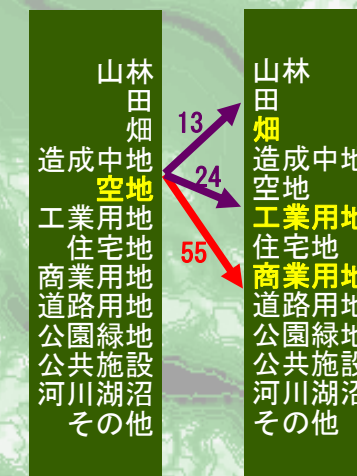 山林
田
畑
造成中地
空地
工業用地
住宅地
商業用地
道路用地
公園緑地
公共施設
河川湖沼
その他
13
24
55
山林
田
畑
造成中地
空地
工業用地
住宅地
商業用地
道路用地
公園緑地
公共施設
河川湖沼
その他